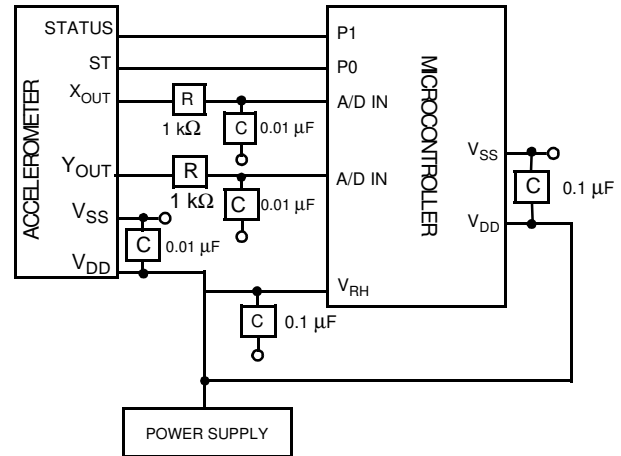 STATUS
P1
ST
P0
XOUT
R
A/D IN
1 kΩ
C
0.01 μF
YOUT
R
A/D IN
1 kΩ
C
0.01 μF
ACCELEROMETER
MICROCONTROLLER
VSS
C
0.01 μF
VDD
VSS
C
0.1 μF
VDD
VRH
C
0.1 μF
POWER SUPPLY